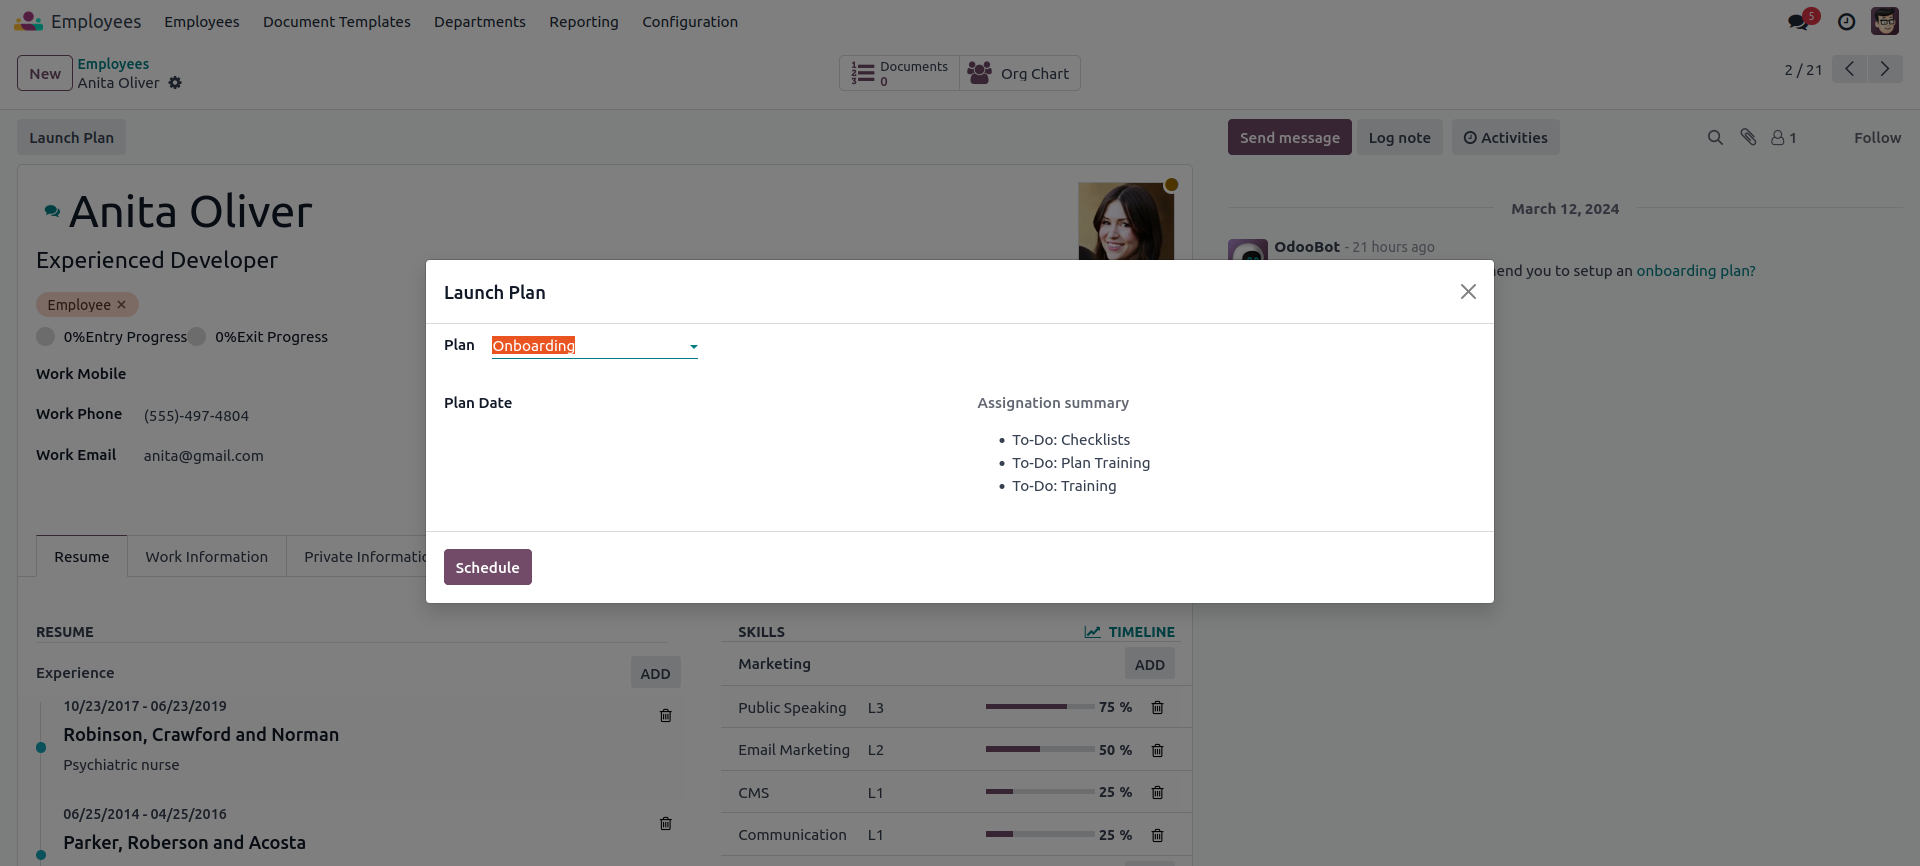 Employees Employees Document Templates Departments Reporting Configuration 5
New Employees
Anita Oliver
Documents
0
Org Chart
2 / 21
Launch Plan
Send message Log note Activities 1 Follow
Anita Oliver
Experienced Developer
Employee ×
0%Entry Progress 0%Exit Progress
Work Mobile
Work Phone (555)-497-4804
Work Email anita@gmail.com
March 12, 2024
OdooBot - 21 hours ago
you to setup an onboarding plan?
Launch Plan
Plan Onboarding
Plan Date
Assignation summary
• To-Do: Checklists
• To-Do: Plan Training
• To-Do: Training
Schedule
Resume Work Information Private
RESUME
Experience ADD
10/23/2017 - 06/23/2019
Robinson, Crawford and Norman
Psychiatric nurse
06/25/2014 - 04/25/2016
Parker, Roberson and Acosta
SKILLS TIMELINE
Marketing ADD
Public Speaking L3 75 %
Email Marketing L2 50 %
CMS L1 25 %
Communication L1 25 %